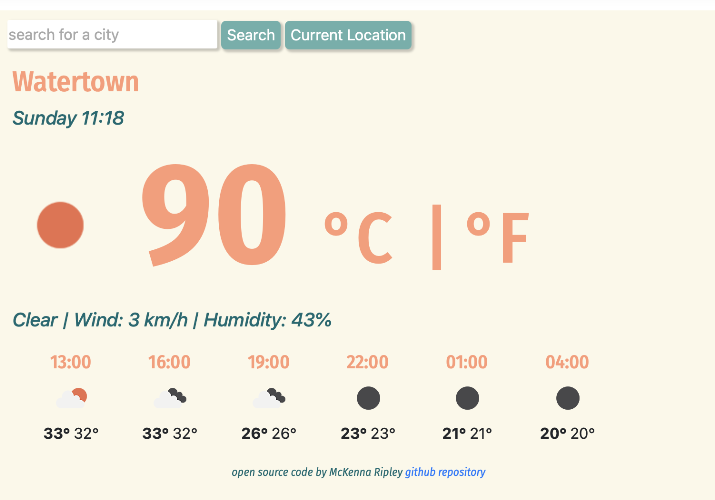 search for a city Search Current Location
Watertown
Sunday 11:18
90 °C | °F
Clear | Wind: 3 km/h | Humidity: 43%
13:00 16:00 19:00 22:00 01:00 04:00
33° 32° 33° 32° 26° 26° 23° 23° 21° 21° 20° 20°
open source code by McKenna Ripley github repository